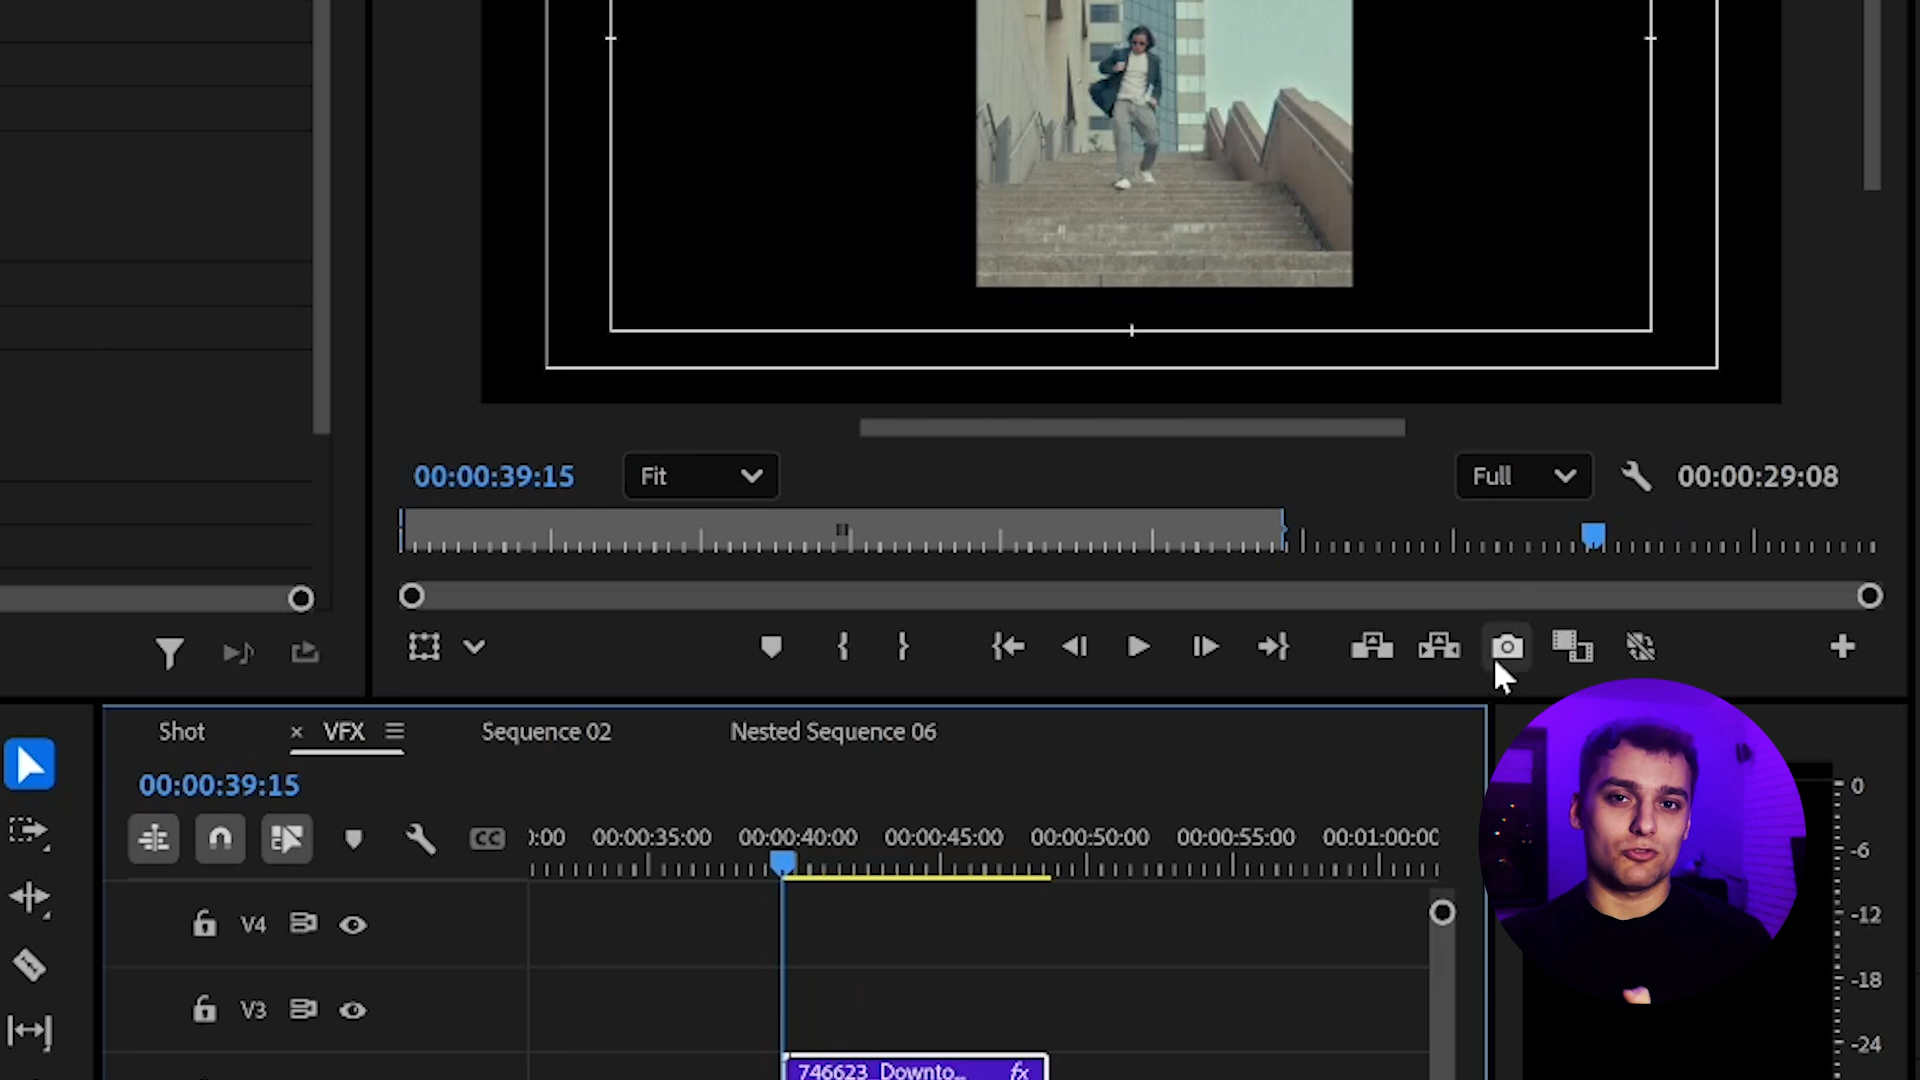 00:00:39:15 Fit Full 00:00:29:08
Shot × VFX Sequence 02 Nested Sequence 06
00:00:39:15
CC :00 00:00:35:00 00:00:40:00 00:00:45:00 00:00:50:00 00:00:55:00 00:01:00:00
0
-6
V4
-12
-18
V3
-24
746623_Downto... fx